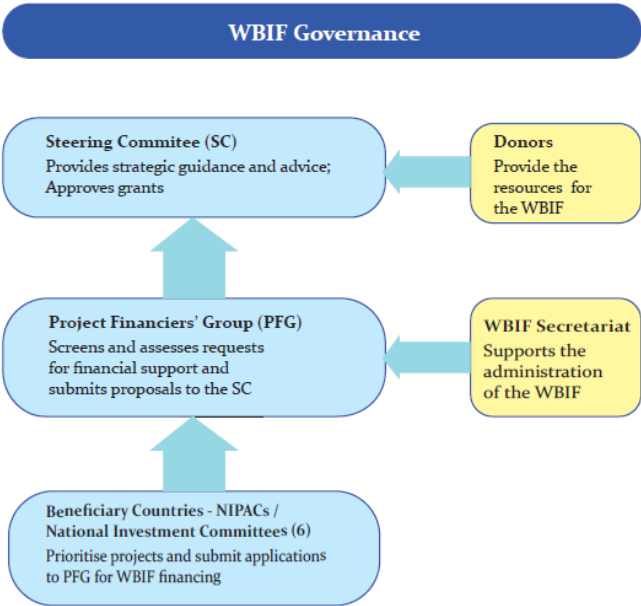 WBIF Governance
Steering Commitee (SC)
Provides strategic guidance and advice;
Approves grants
Donors
Provide the
resources for
the WBIF
Project Financiers' Group (PFG)
Screens and assesses requests
for financial support and
submits proposals to the SC
WBIF Secretariat
Supports the
administration
of the WBIF
Beneficiary Countries - NIPACs /
National Investment Committees (6)
Prioritise projects and submit applications
to PFG for WBIF financing